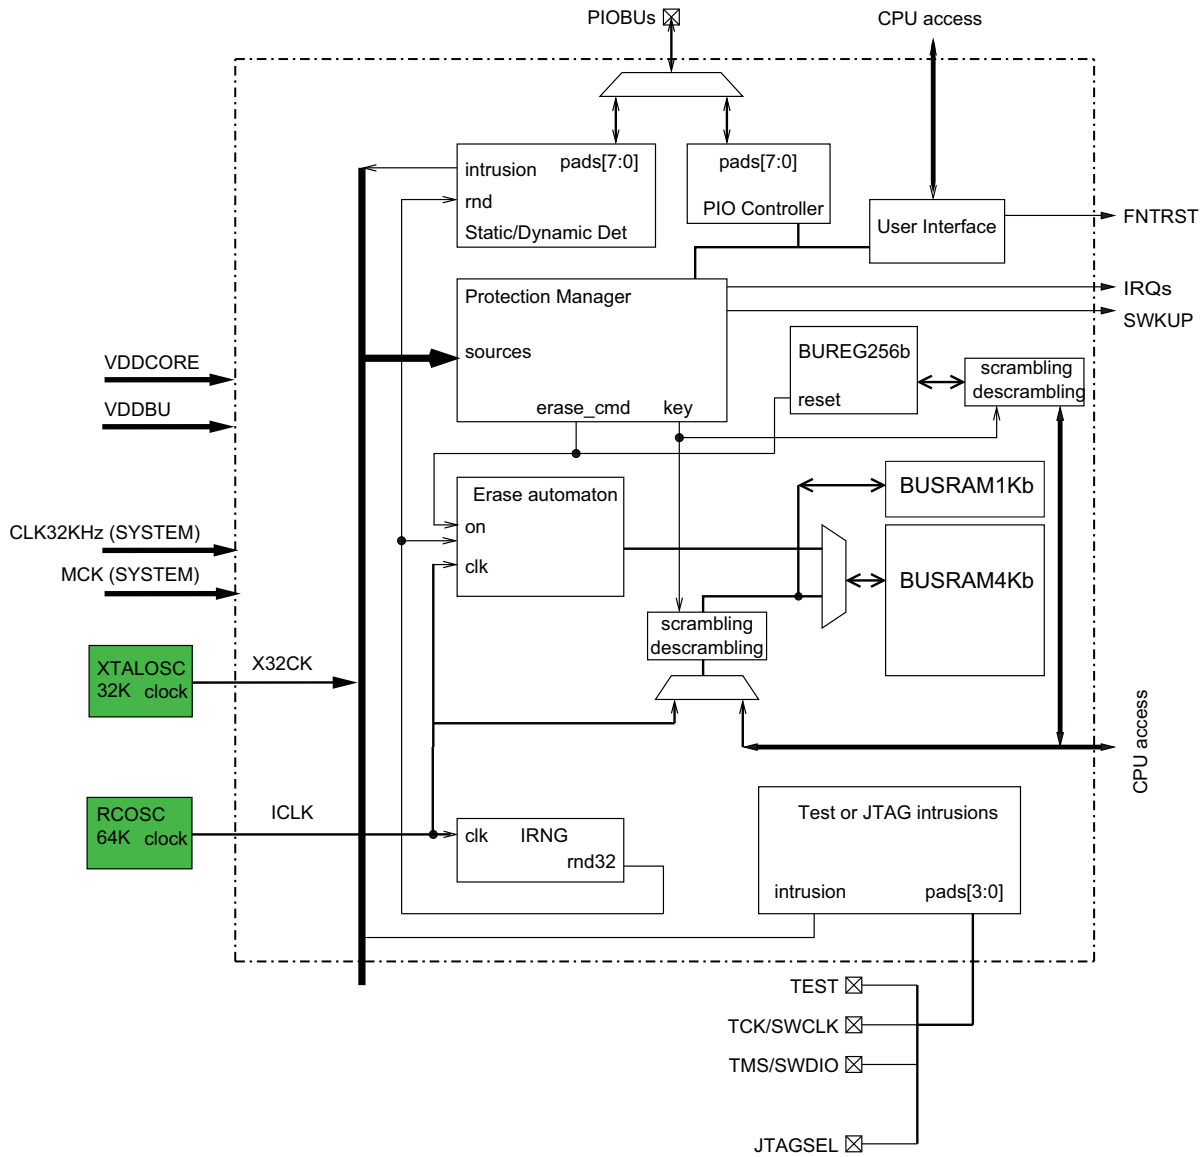 PIOBUs
CPU access
intrusion
pads[7:0]
rnd
Static/Dynamic Det
pads[7:0]
PIO Controller
User Interface
FNTRST
Protection Manager
sources
erase_cmd
key
IRQs
SWKUP
BUREG256b
reset
scrambling
descrambling
VDDCORE
VDDBU
Erase automaton
on
clk
BUSRAM1Kb
BUSRAM4Kb
CLK32KHz (SYSTEM)
MCK (SYSTEM)
scrambling
descrambling
XTALOSC
32K clock
X32CK
CPU access
RCOSC
64K clock
ICLK
clk
IRNG
rnd32
Test or JTAG intrusions
intrusion
pads[3:0]
TEST
TCK/SWCLK
TMS/SWDIO
JTAGSEL